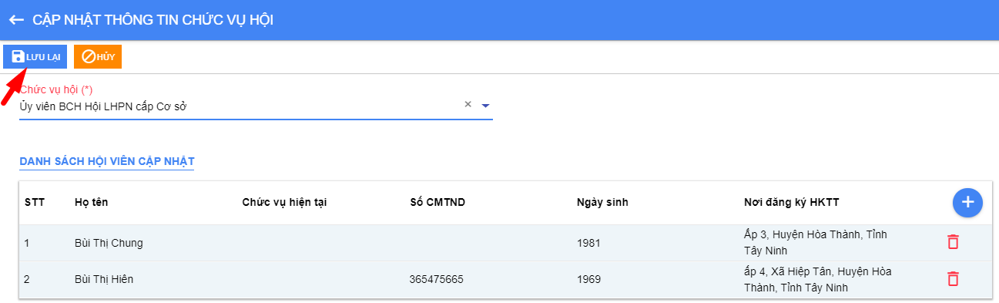 CẬP NHẬT THÔNG TIN CHỨC VỤ HỘI
LƯU LẠI HỦY
Chức vụ hội (*)
Ủy viên BCH Hội LHPN cấp Cơ sở
DANH SÁCH HỘI VIÊN CẬP NHẬT
STT Họ tên Chức vụ hiện tại Số CMTND Ngày sinh Nơi đăng ký HKTT
1 Bùi Thị Chung 1981 Ấp 3, Huyện Hòa Thành, Tỉnh
Tây Ninh
2 Bùi Thị Hiên 365475665 1969 ấp 4, Xã Hiệp Tân, Huyện Hòa
Thành, Tỉnh Tây Ninh